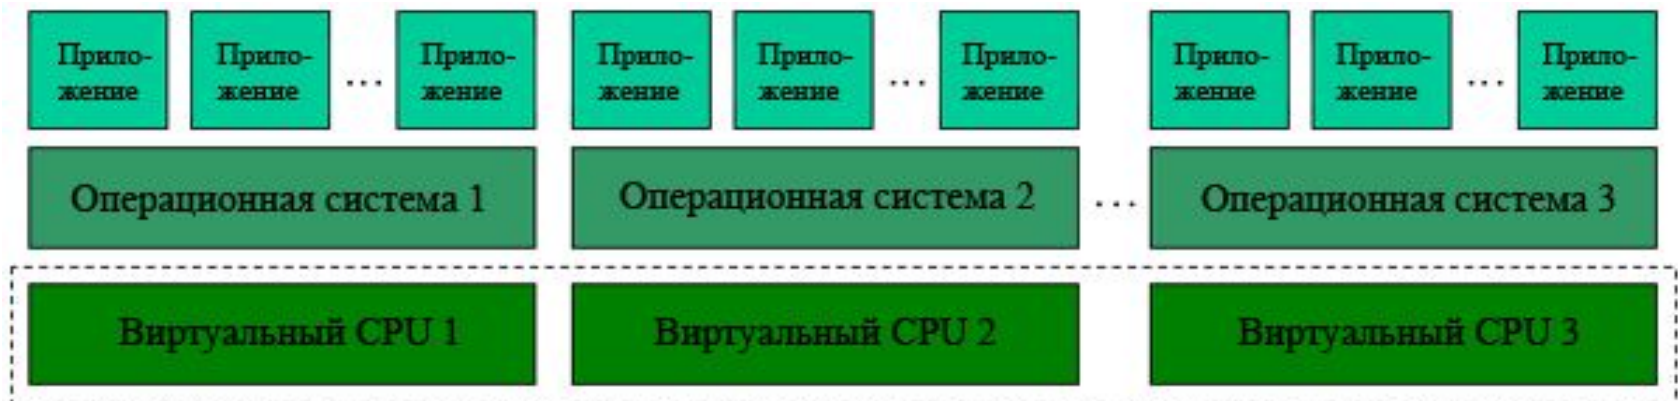 Прило-
жение
Прило-
жение
...
Прило-
жение
Прило-
жение
Прило-
жение
...
Прило-
жение
Прило-
жение
Прило-
жение
...
Прило-
жение
Операционная система 1
Операционная система 2
...
Операционная система 3
Виртуальный CPU 1
Виртуальный CPU 2
Виртуальный CPU 3